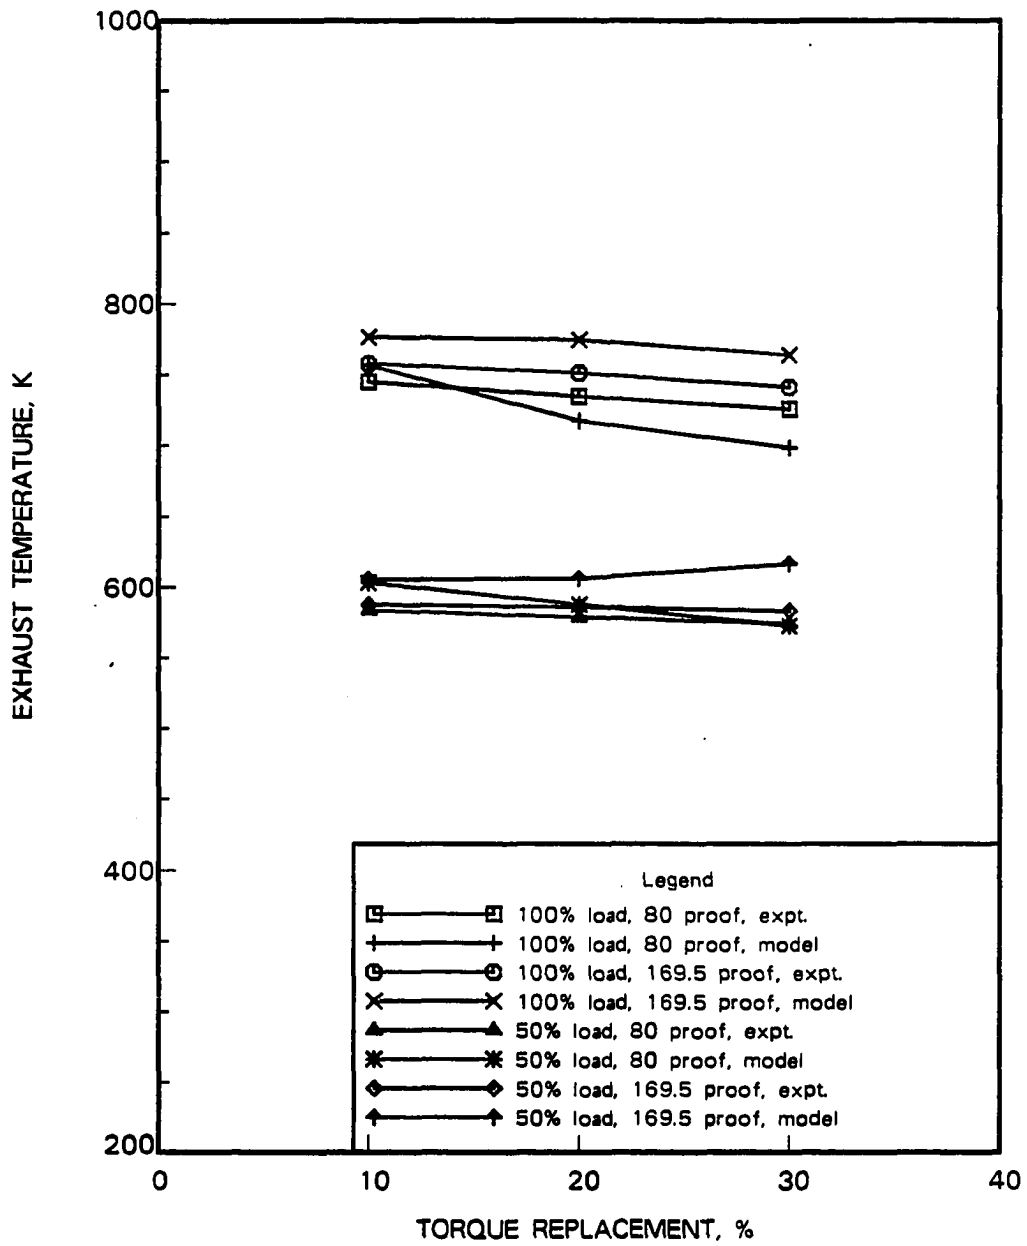 1000
800
600
400
200
EXHAUST TEMPERATURE, K
Legend
100% load, 80 proof, expt.
100% load, 80 proof, model
100% load, 169.5 proof, expt.
100% load, 169.5 proof, model
50% load, 80 proof, expt.
50% load, 80 proof, model
50% load, 169.5 proof, expt.
50% load, 169.5 proof, model
0 10 20 30 40
TORQUE REPLACEMENT, %